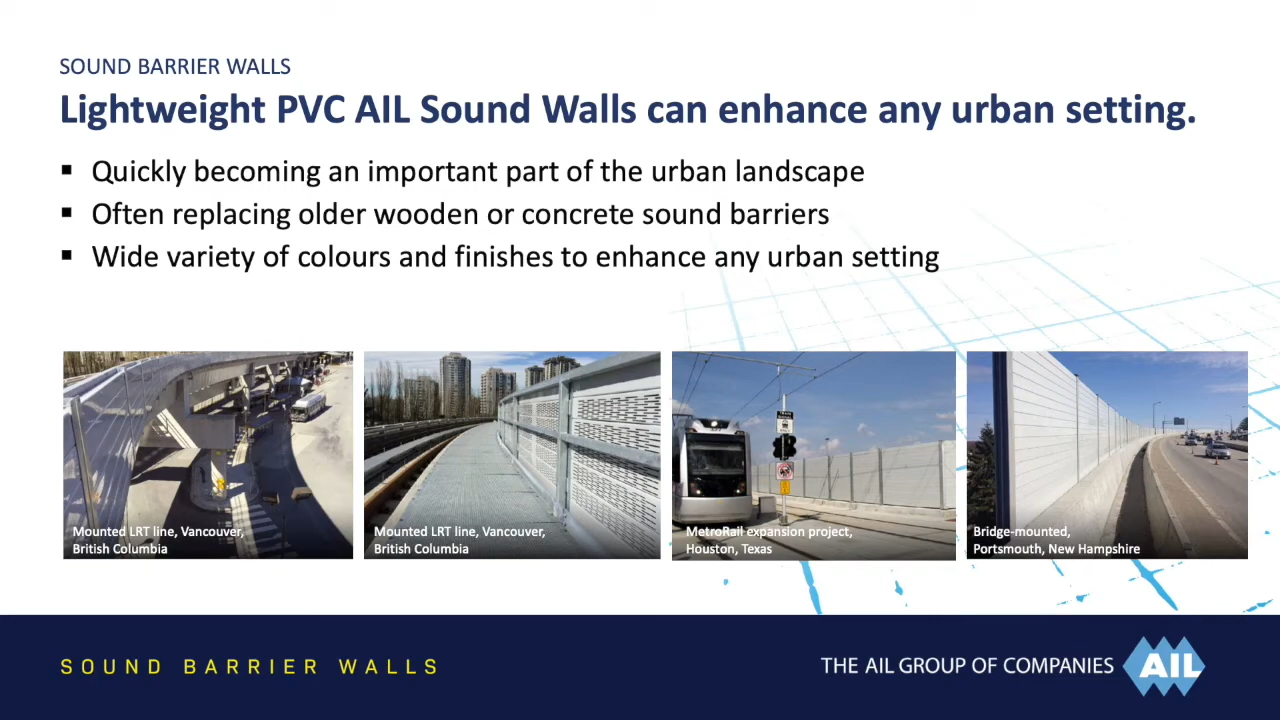 SOUND BARRIER WALLS
Lightweight PVC AIL Sound Walls can enhance any urban setting.
▪ Quickly becoming an important part of the urban landscape
▪ Often replacing older wooden or concrete sound barriers
▪ Wide variety of colours and finishes to enhance any urban setting
Mounted LRT line, Vancouver,
British Columbia
Mounted LRT line, Vancouver,
British Columbia
MetroRail expansion project,
Houston, Texas
Bridge-mounted,
Portsmouth, New Hampshire
SOUND BARRIER WALLS
THE AIL GROUP OF COMPANIES
AIL